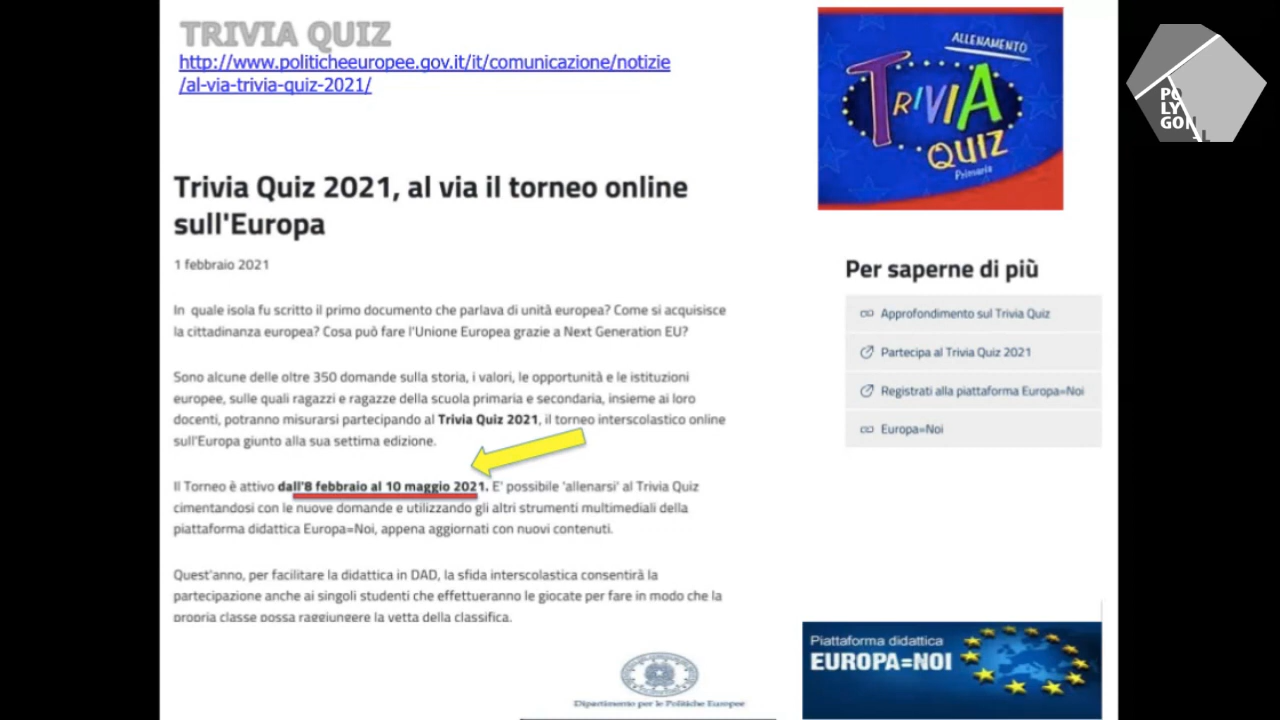 TRIVIA QUIZ
http://www.politicheeuropee.gov.it/it/comunicazione/notizie
/al-via-trivia-quiz-2021/
Trivia Quiz 2021, al via il torneo online
sull'Europa
1 febbraio 2021
In quale isola fu scritto il primo documento che parlava di unità europea? Come si acquisisce
la cittadinanza europea? Cosa può fare l'Unione Europea grazie a Next Generation EU?
Sono alcune delle oltre 350 domande sulla storia, i valori, le opportunità e le istituzioni
europee, sulle quali ragazzi e ragazze della scuola primaria e secondaria, insieme ai loro
docenti, potranno misurarsi partecipando al Trivia Quiz 2021, il torneo interscolastico online
sull'Europa giunto alla sua settima edizione.
Il Torneo è attivo dall'8 febbraio al 10 maggio 2021. E' possibile 'allenarsi' al Trivia Quiz
cimentandosi con le nuove domande e utilizzando gli altri strumenti multimediali della
piattaforma didattica Europa=Noi, appena aggiornati con nuovi contenuti.
Quest'anno, per facilitare la didattica in DAD, la sfida interscolastica consentirà la
partecipazione anche ai singoli studenti che effettueranno le giocate per fare in modo che la
propria classe possa raggiungere la vetta della classifica.
Dipartimento per le Politiche Europee
ALLENAMENTO
TRIVIA
QUIZ
Primaria
Per saperne di più
Approfondimento sul Trivia Quiz
Partecipa al Trivia Quiz 2021
Registrati alla piattaforma Europa=Noi
Europa=Noi
Piattaforma didattica
EUROPA=NOI
PO
LY
GON
AL